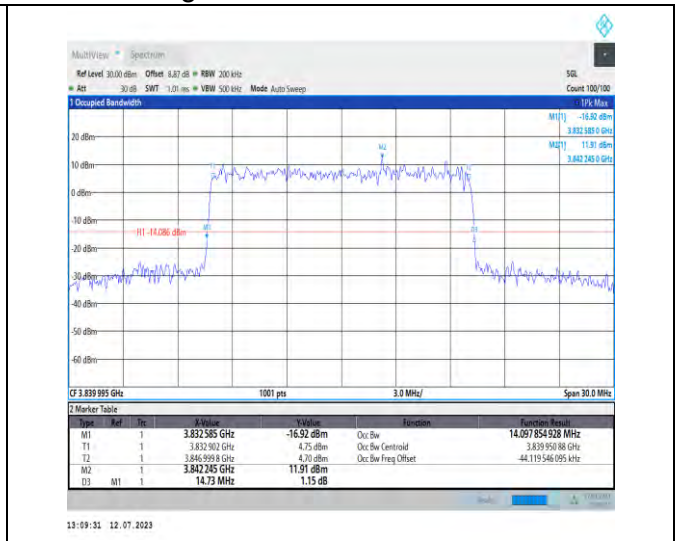 MultiView Spectrum
Ref Level 30.00 dBm Offset 8.87 dB RBW 200 kHz SGL
Att 30 dB SWT 1.01 ms VBW 500 kHz Mode Auto Sweep Count 100/100
1 Occupied Bandwidth 1Pk Max
M1[1] -16.92 dBm
3.832 585 0 GHz
M2[1] 11.91 dBm
3.842 245 0 GHz
20 dBm
M2
10 dBm
0 dBm
-10 dBm
H1 -14.086 dBm M1 D3
-20 dBm
-30 dBm
-40 dBm
-50 dBm
-60 dBm
CF 3.839 995 GHz 1001 pts 3.0 MHz/ Span 30.0 MHz
2 Marker Table
Type Ref Trc X-Value Y-Value Function Function Result
M1 1 3.832 585 GHz -16.92 dBm Occ Bw 14.097 854 928 MHz
T1 1 3.832 902 GHz 4.75 dBm Occ Bw Centroid 3.839 950 88 GHz
T2 1 3.846 999 8 GHz 4.70 dBm Occ Bw Freq Offset -44.119 546 095 kHz
M2 1 3.842 245 GHz 11.91 dBm
D3 M1 1 14.73 MHz 1.15 dB
13:09:31 12.07.2023